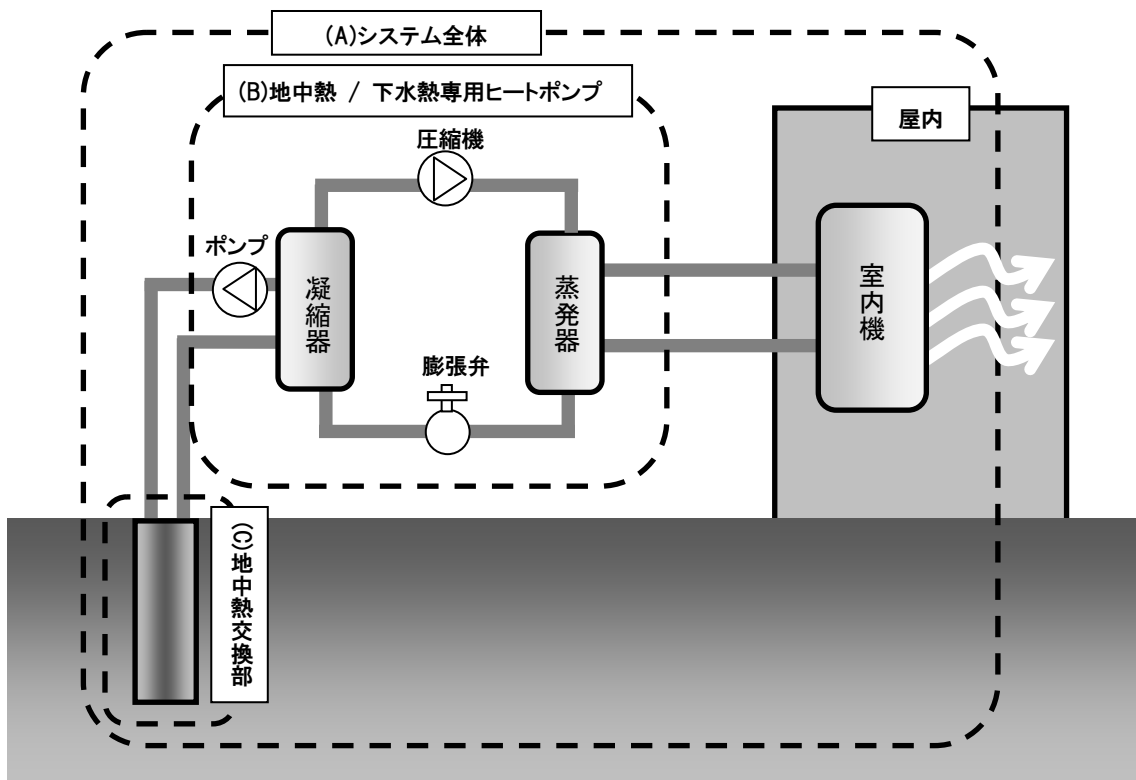 (A)システム全体
(B)地中熱 / 下水熱専用ヒートポンプ
屋内
圧縮機
ポンプ
凝縮器
蒸発器
室内機
膨張弁
(C)地中熱交換部